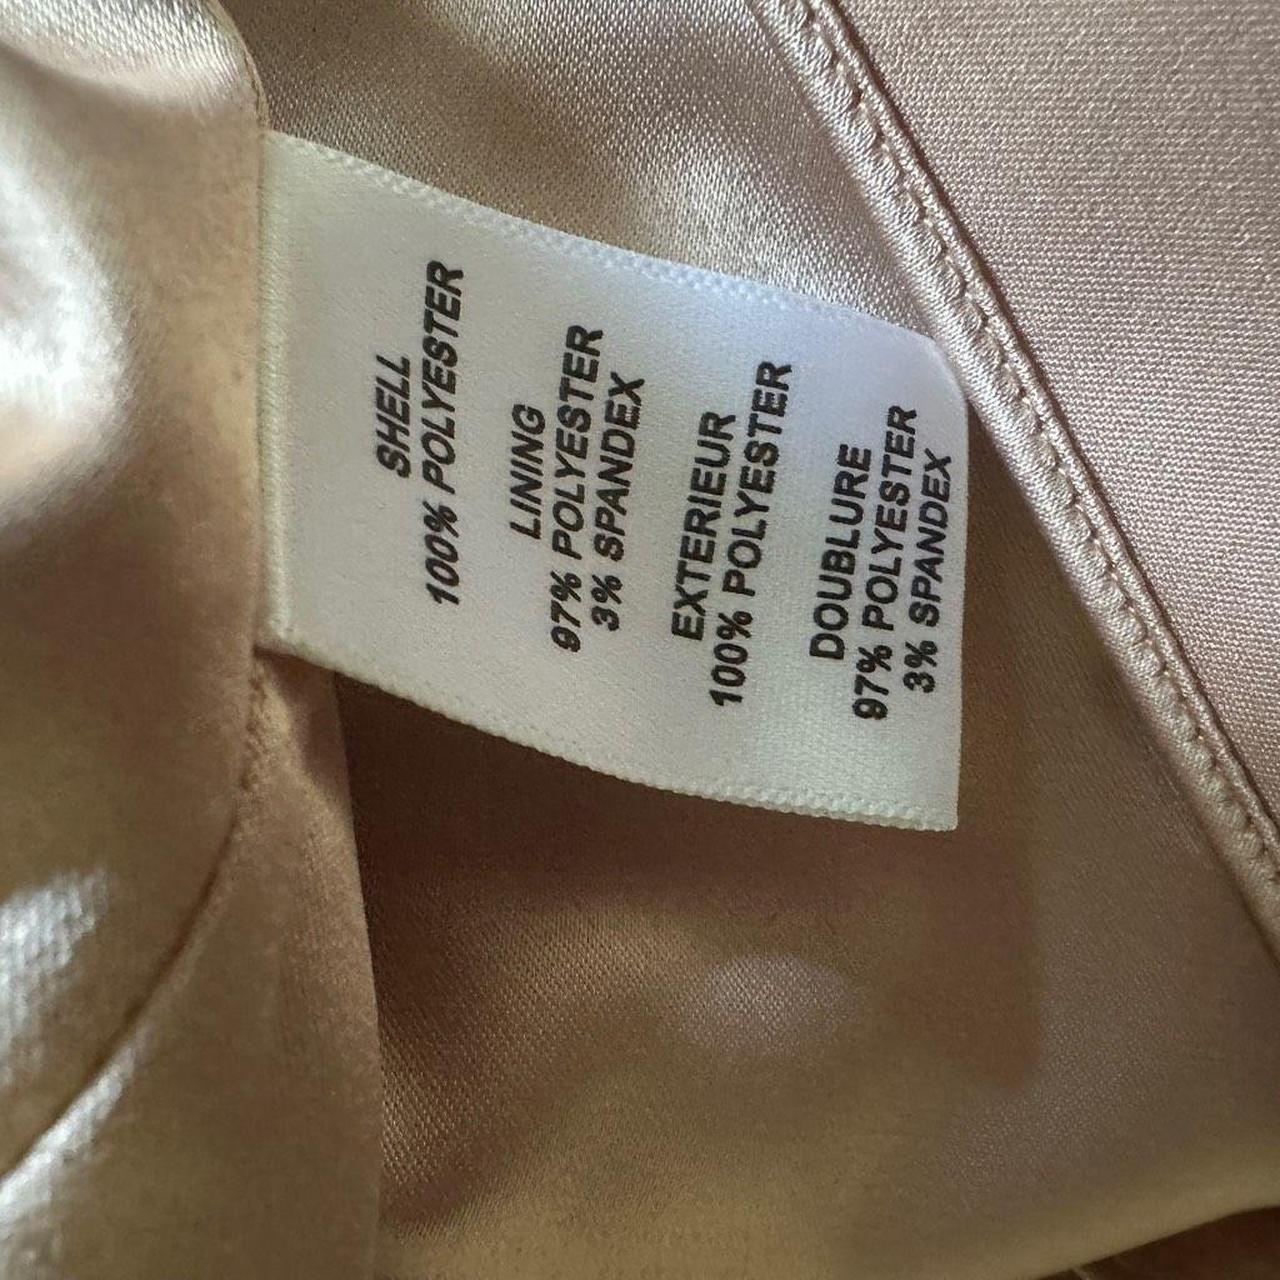 SHELL
100% POLYESTER
LINING
97% POLYESTER
3% SPANDEX
EXTERIEUR
100% POLYESTER
DOUBLURE
97% POLYESTER
3% SPANDEX